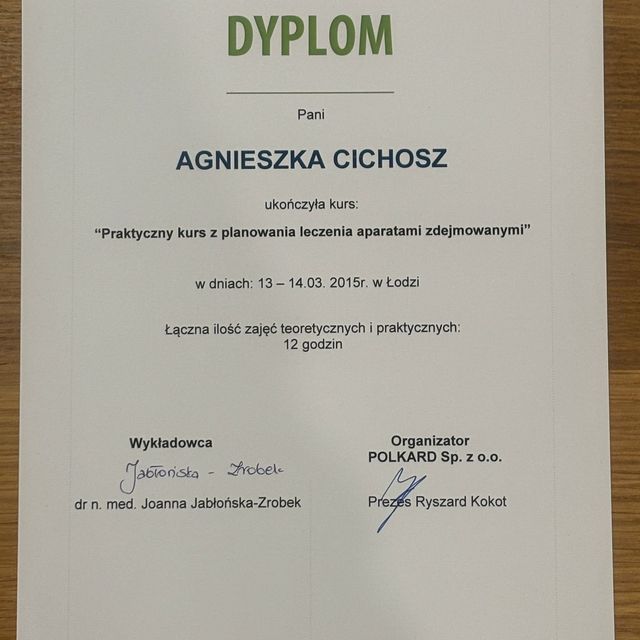 DYPLOM
Pani
AGNIESZKA CICHOSZ
ukończyła kurs:
“Praktyczny kurs z planowania leczenia aparatami zdejmowanymi”
w dniach: 13 – 14.03. 2015r. w Łodzi
Łączna ilość zajęć teoretycznych i praktycznych:
12 godzin
Wykładowca
Jabłońska - Zrobek
dr n. med. Joanna Jabłońska-Zrobek
Organizator
POLKARD Sp. z o.o.
Prezes Ryszard Kokot